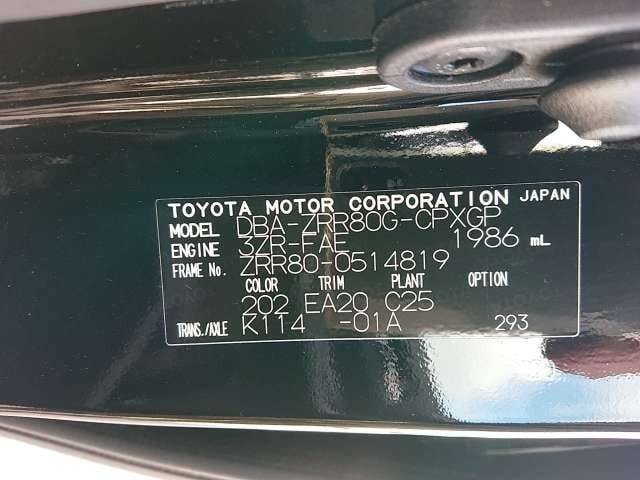 TOYOTA MOTOR CORPORATION JAPAN
MODEL DBA-ZRR80G-CPXGP
ENGINE 3ZR-FAE 1986 mL
FRAME No. ZRR80-0514819
COLOR TRIM PLANT OPTION
202 EA20 C25
TRANS./AXLE K114 -01A 293